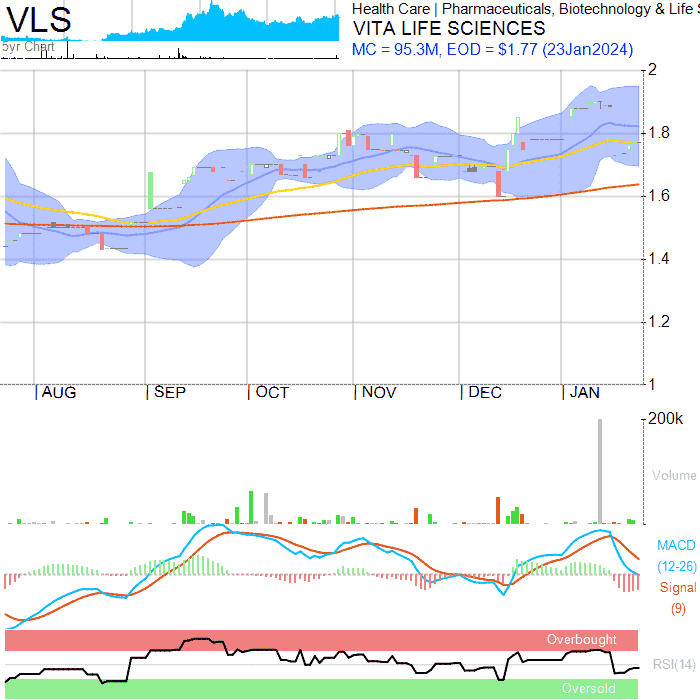 VLS
5yr Chart
Health Care | Pharmaceuticals, Biotechnology & Life S
VITA LIFE SCIENCES
MC = 95.3M, EOD = $1.77 (23Jan2024)
2
1.8
1.6
1.4
1.2
1
AUG SEP OCT NOV DEC JAN
200k
Volume
MACD
(12-26)
Signal
(9)
Overbought
RSI(14)
Oversold